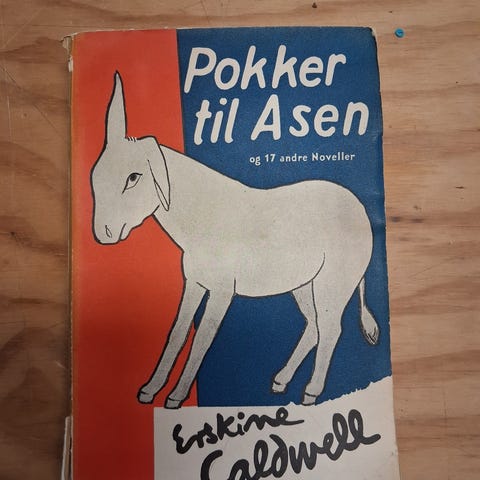 Pokker
til Asen
og 17 andre Noveller
Erskine
Caldwell